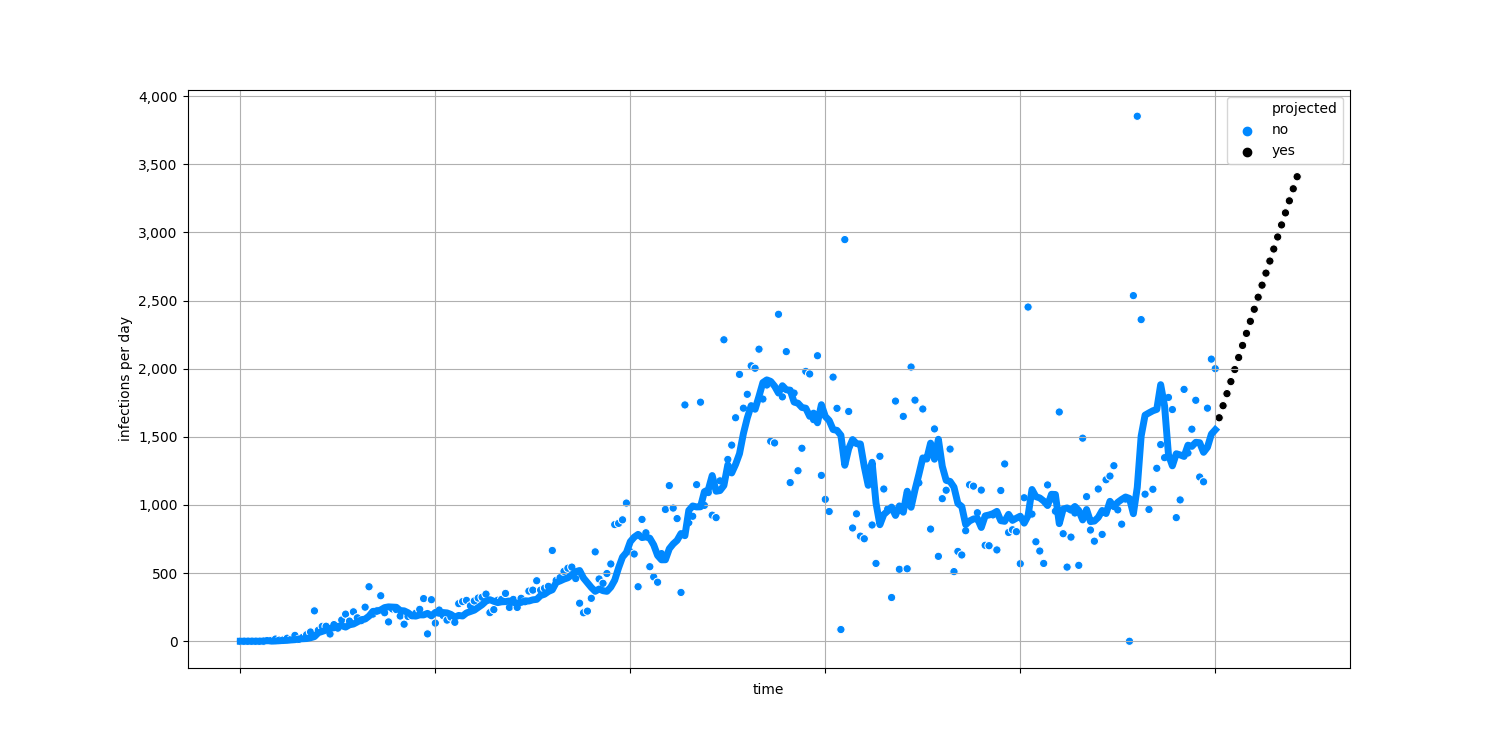 4,000
3,500
3,000
2,500
2,000
1,500
1,000
500
0
infections per day
time
projected
no
yes